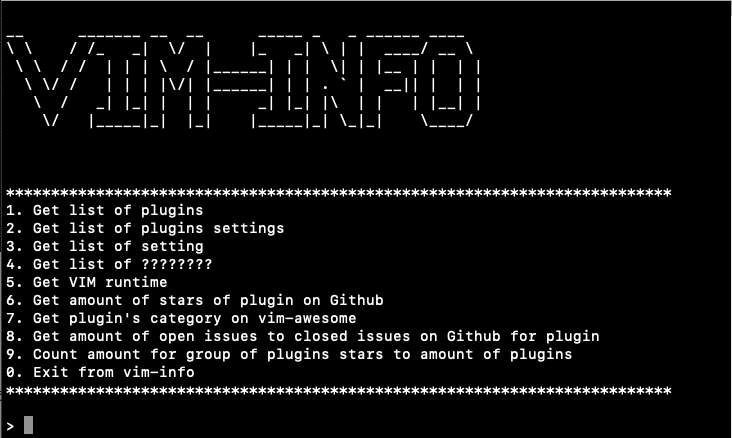 VIM-INFO
**************************************************************************
1. Get list of plugins
2. Get list of plugins settings
3. Get list of setting
4. Get list of ????????
5. Get VIM runtime
6. Get amount of stars of plugin on Github
7. Get plugin's category on vim-awesome
8. Get amount of open issues to closed issues on Github for plugin
9. Count amount for group of plugins stars to amount of plugins
0. Exit from vim-info
**************************************************************************
>